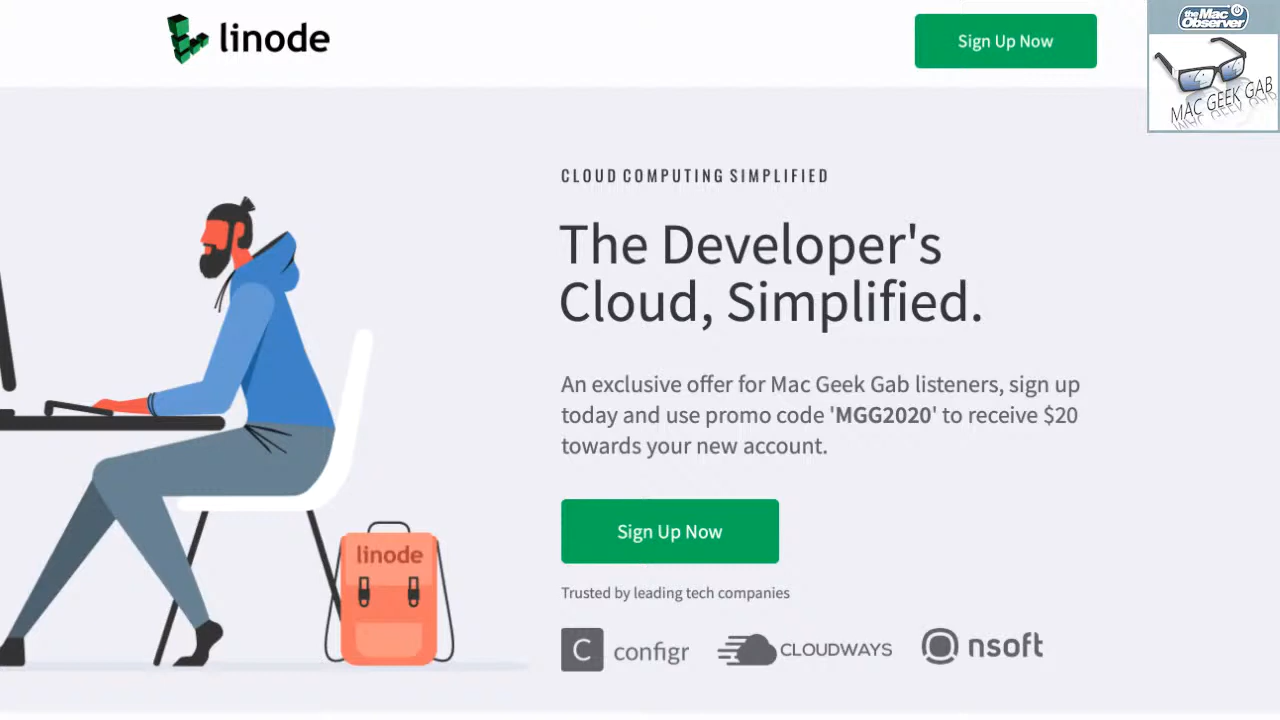 linode
Sign Up Now
the Mac
Observer
MAC GEEK GAB
CLOUD COMPUTING SIMPLIFIED
The Developer's
Cloud, Simplified.
An exclusive offer for Mac Geek Gab listeners, sign up
today and use promo code 'MGG2020' to receive $20
towards your new account.
Sign Up Now
linode
Trusted by leading tech companies
C configr
CLOUDWAYS
nsoft